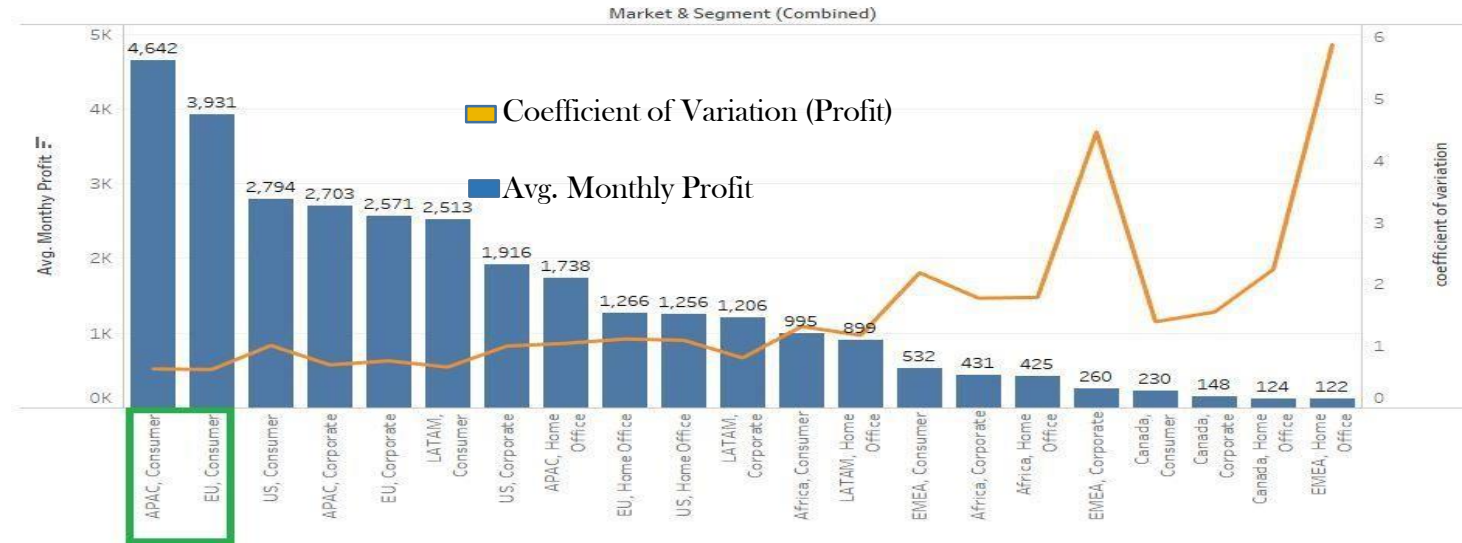 Market & Segment (Combined)
5K
4K
3K
2K
1K
0K
Avg. Monthy Profit
4,642
3,931
2,794
2,703
2,571
2,513
1,916
1,738
1,266
1,256
1,206
995
899
532
431
425
260
230
148
124
122
Coefficient of Variation (Profit)
Avg. Monthly Profit
6
5
4
3
2
1
0
coefficient of variation
APAC, Consumer
EU, Consumer
US, Consumer
APAC, Corporate
EU, Corporate
LATAM,
Consumer
US, Corporate
APAC, Home
Office
EU, Home Office
US, Home Office
LATAM,
Corporate
Africa, Consumer
LATAM, Home
Office
EMEA, Consumer
Africa, Corporate
Africa, Home
Office
EMEA, Corporate
Canada,
Consumer
Canada,
Corporate
Canada, Home
Office
EMEA, Home
Office